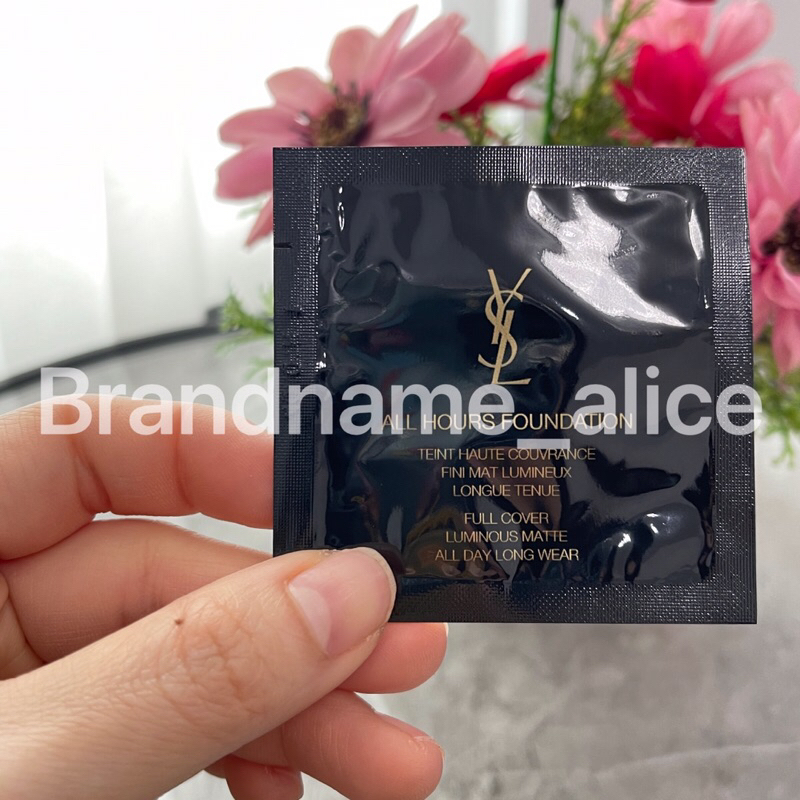 YSL
Brandname_alice
ALL HOURS FOUNDATION
TEINT HAUTE COUVRANCE
FINI MAT LUMINEUX
LONGUE TENUE
FULL COVER
LUMINOUS MATTE
ALL DAY LONG WEAR